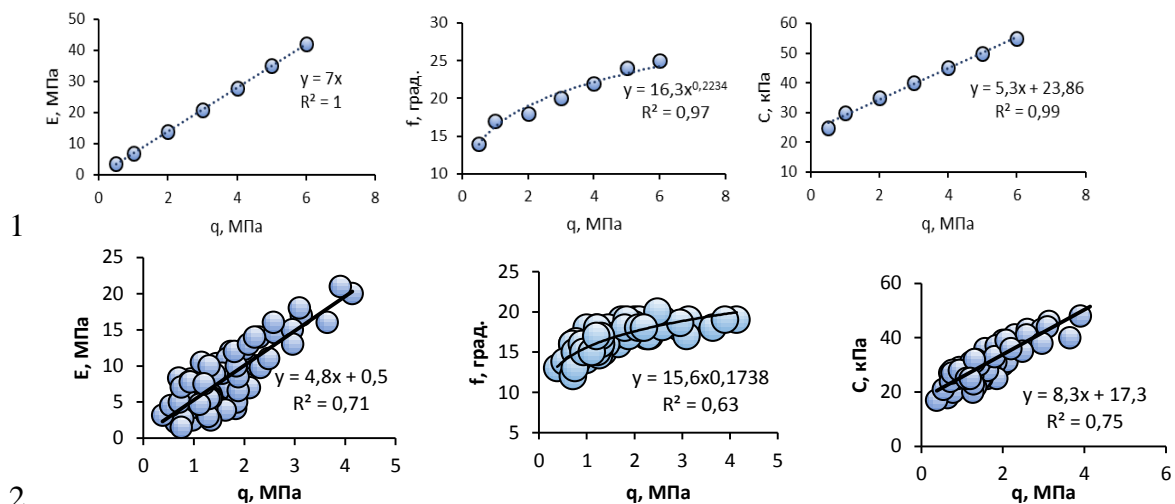 50
40
30
20
10
0
E, МПа
y = 7x
R² = 1
0 2 4 6 8
q, МПа
30
25
20
15
10
f, град.
y = 16,3x^0,2234
R² = 0,97
0 2 4 6 8
q, МПа
60
50
40
30
20
10
C, кПа
y = 5,3x + 23,86
R² = 0,99
0 2 4 6 8
q, МПа
1
25
20
15
10
5
0
E, МПа
y = 4,8x + 0,5
R² = 0,71
0 1 2 3 4 5
q, МПа
25
20
15
10
5
f, град.
y = 15,6x0,1738
R² = 0,63
0 1 2 3 4 5
q, МПа
60
40
20
0
C, кПа
y = 8,3x + 17,3
R² = 0,75
0 2 4 6
q, МПа
2